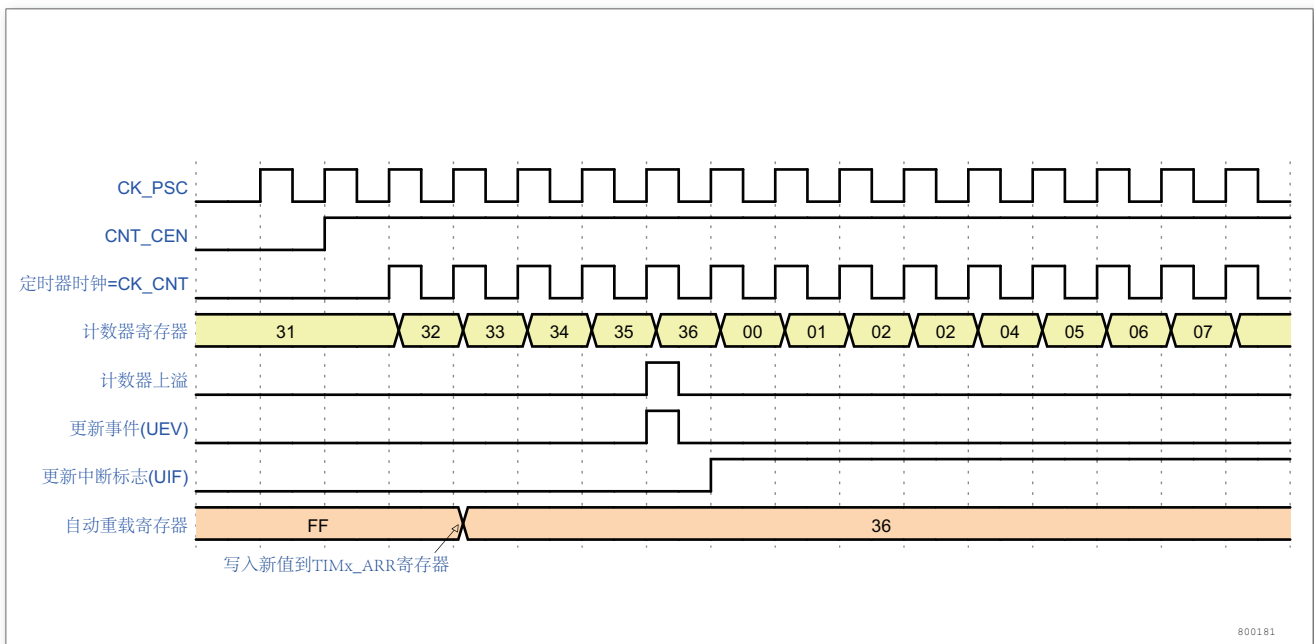 CK_PSC
CNT_CEN
定时器时钟=CK_CNT
计数器寄存器 31 32 33 34 35 36 00 01 02 02 04 05 06 07
计数器上溢
更新事件(UEV)
更新中断标志(UIF)
自动重载寄存器 FF 36
写入新值到TIMx_ARR寄存器
800181